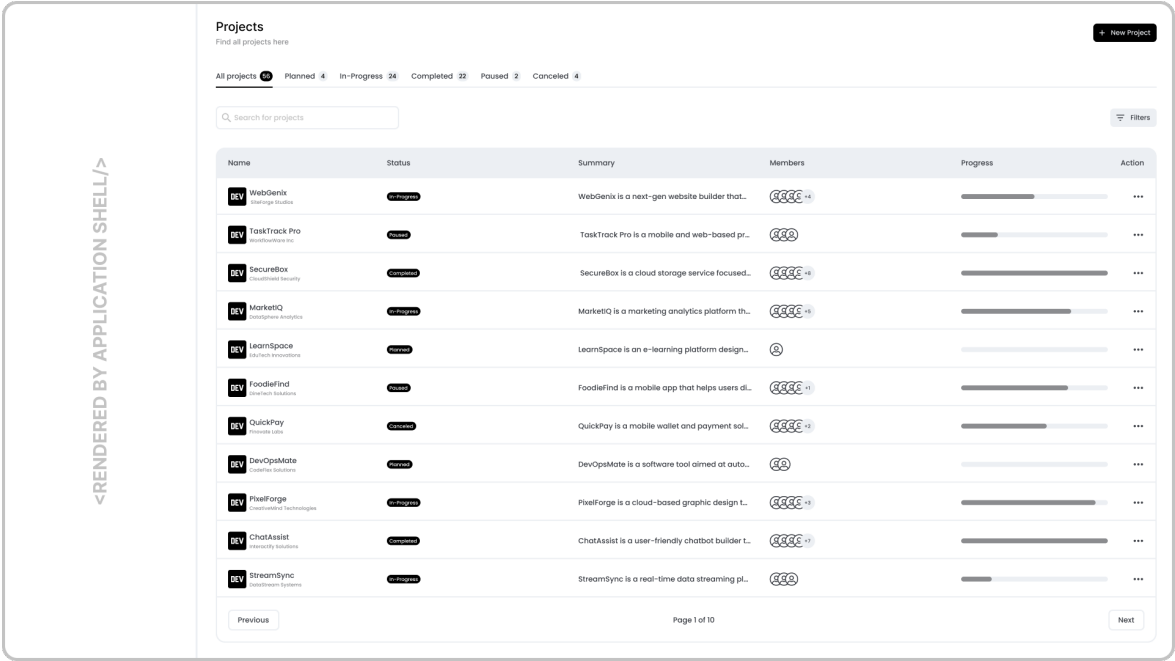 <RENDERED BY APPLICATION SHELL/>
Projects
Find all projects here
+ New Project
All projects 56 Planned 4 In-Progress 24 Completed 22 Paused 2 Canceled 4
Search for projects
Filters
Name Status Summary Members Progress Action
DEV WebGenix In-Progress WebGenix is a next-gen website builder that... +4
SiteForge Studios
DEV TaskTrack Pro Paused TaskTrack Pro is a mobile and web-based pr...
WorkflowWare Inc
DEV SecureBox Completed SecureBox is a cloud storage service focused... +8
CloudShield Security
DEV MarketIQ In-Progress MarketIQ is a marketing analytics platform th... +5
DataSphere Analytics
DEV LearnSpace Planned LearnSpace is an e-learning platform design...
EduTech Innovations
DEV FoodieFind Paused FoodieFind is a mobile app that helps users di... +1
DineTech Solutions
DEV QuickPay Canceled QuickPay is a mobile wallet and payment sol... +2
Finovate Labs
DEV DevOpsMate Planned DevOpsMate is a software tool aimed at auto...
CodeFlex Solutions
DEV PixelForge In-Progress PixelForge is a cloud-based graphic design t... +3
CreativeMind Technologies
DEV ChatAssist Completed ChatAssist is a user-friendly chatbot builder t... +7
Interactify Solutions
DEV StreamSync In-Progress StreamSync is a real-time data streaming pl...
DataStream Systems
Previous Page 1 of 10 Next